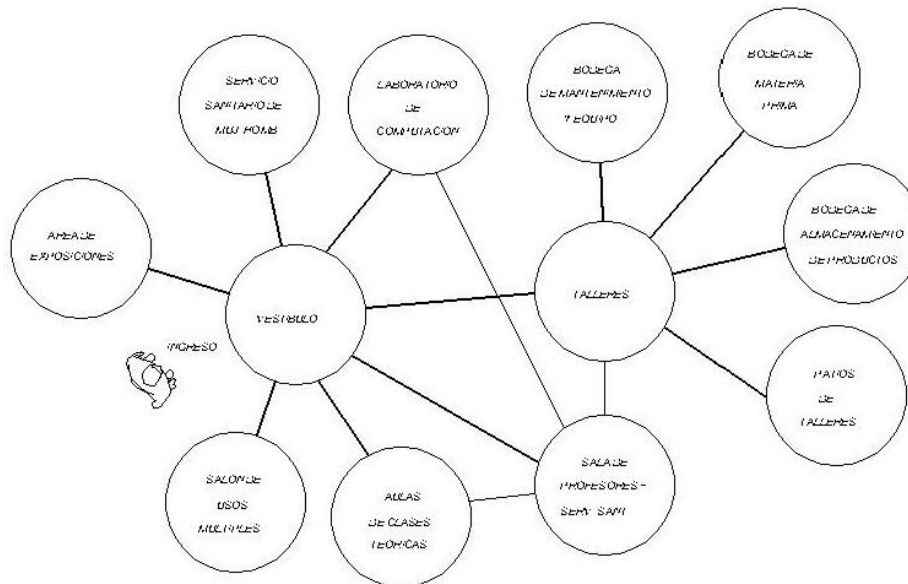 SERVICIO
SANITARIO DE
MUJ HOMB
LABORATORIO
DE
COMPUTACION
BODEGA
DE MANTENIMIENTO
Y EQUIPO
BODEGA DE
MATERIA
PRIMA
AREA DE
EXPOSICIONES
BODEGA DE
ALMACENAMIENTO
DE PRODUCTOS
VESTIBULO
TALLERES
INGRESO
PATIOS
DE
TALLERES
SALON DE
USOS
MULTIPLES
AULAS
DE CLASES
TEORICAS
SALA DE
PROFESORES -
SERV. SANIT